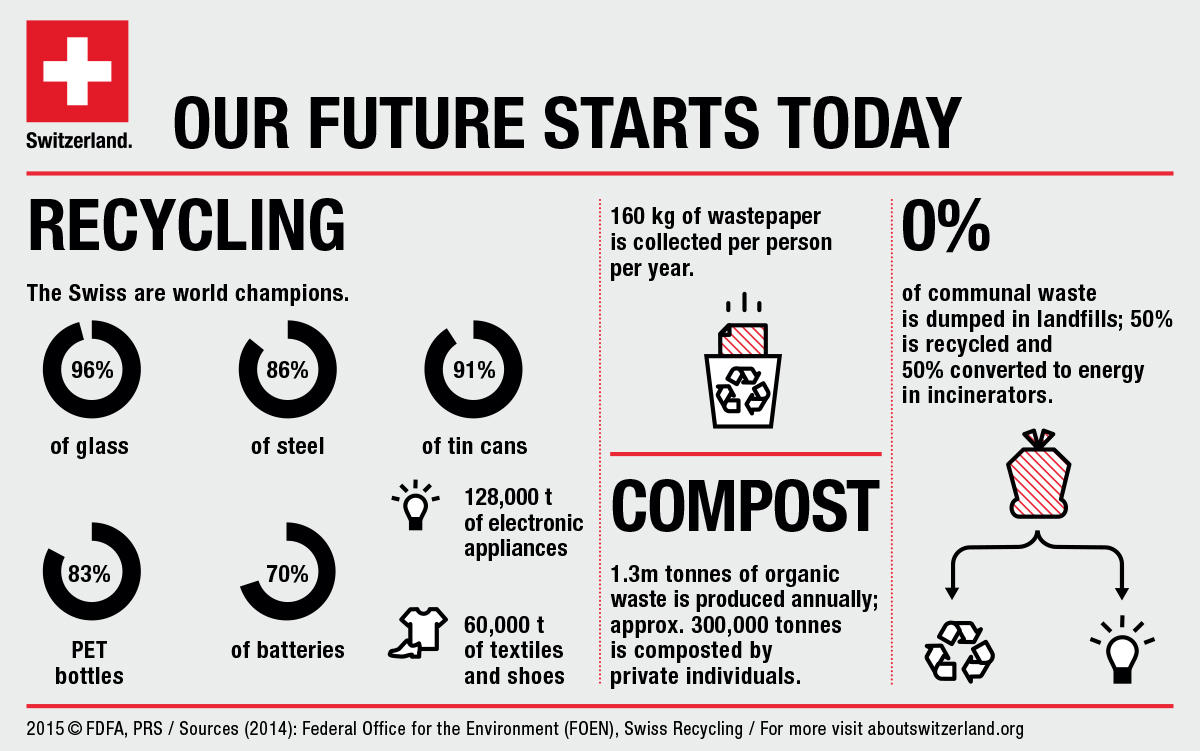 Switzerland.
OUR FUTURE STARTS TODAY
RECYCLING
The Swiss are world champions.
96%
of glass
86%
of steel
91%
of tin cans
83%
PET
bottles
70%
of batteries
128,000 t
of electronic
appliances
60,000 t
of textiles
and shoes
160 kg of wastepaper
is collected per person
per year.
COMPOST
1.3m tonnes of organic
waste is produced annually;
approx. 300,000 tonnes
is composted by
private individuals.
0%
of communal waste
is dumped in landfills; 50%
is recycled and
50% converted to energy
in incinerators.
2015 © FDFA, PRS / Sources (2014): Federal Office for the Environment (FOEN), Swiss Recycling / For more visit aboutswitzerland.org